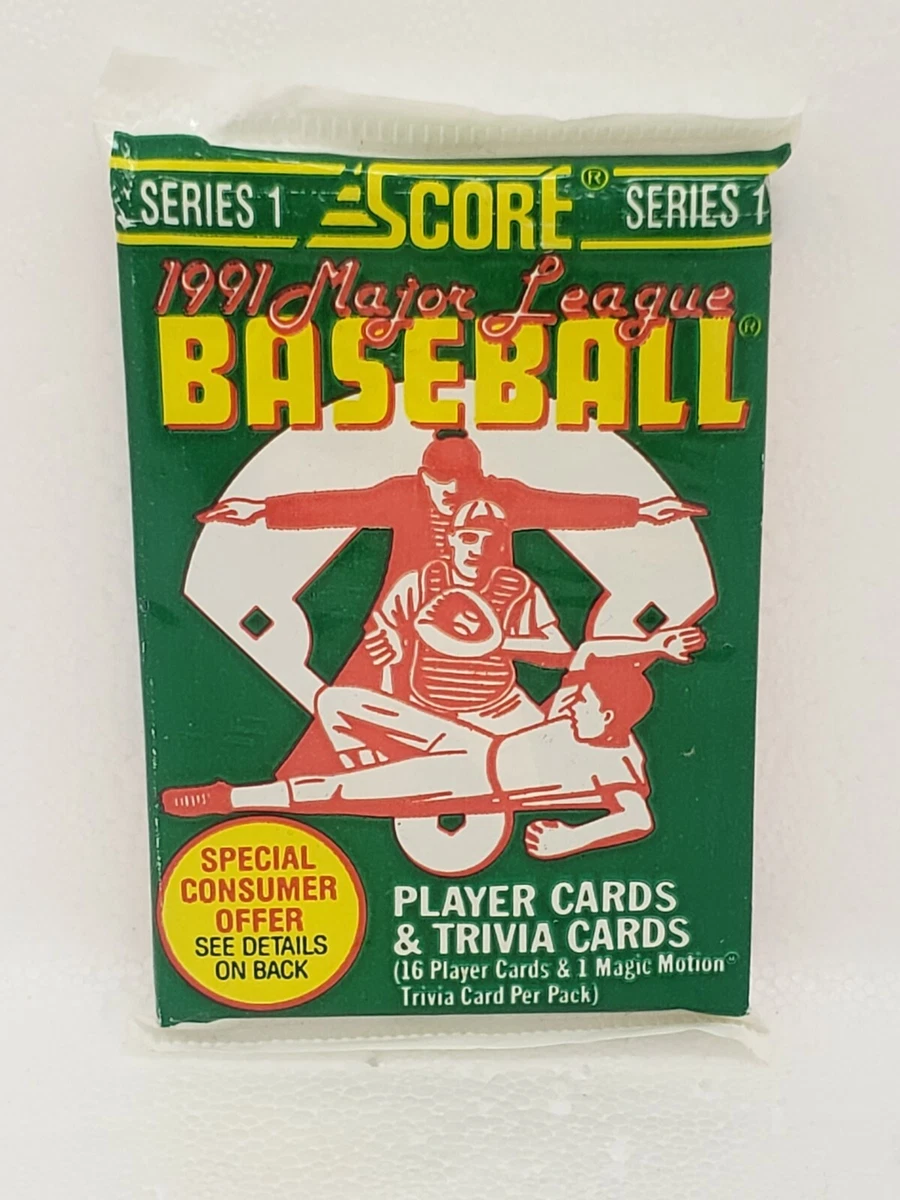 SERIES 1 SCORE® SERIES 1
1991 Major League
BASEBALL®
SPECIAL
CONSUMER
OFFER
SEE DETAILS
ON BACK
PLAYER CARDS
& TRIVIA CARDS
(16 Player Cards & 1 Magic Motion
Trivia Card Per Pack)